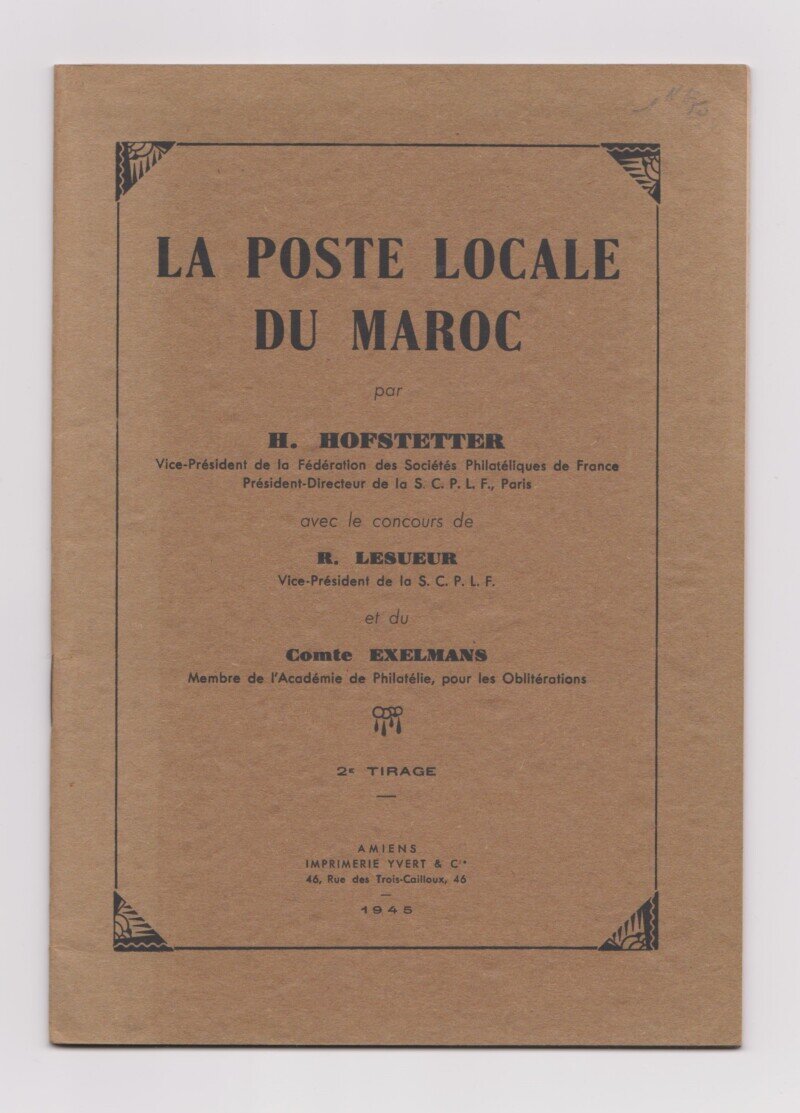 LA POSTE LOCALE
DU MAROC
par
H. HOFSTETTER
Vice-Président de la Fédération des Sociétés Philatéliques de France
Président-Directeur de la S. C. P. L. F., Paris
avec le concours de
R. LESUEUR
Vice-Président de la S. C. P. L. F.
et du
Comte EXELMANS
Membre de l'Académie de Philatélie, pour les Oblitérations
2e TIRAGE
AMIENS
IMPRIMERIE YVERT & Cie
46, Rue des Trois-Cailloux, 46
1945